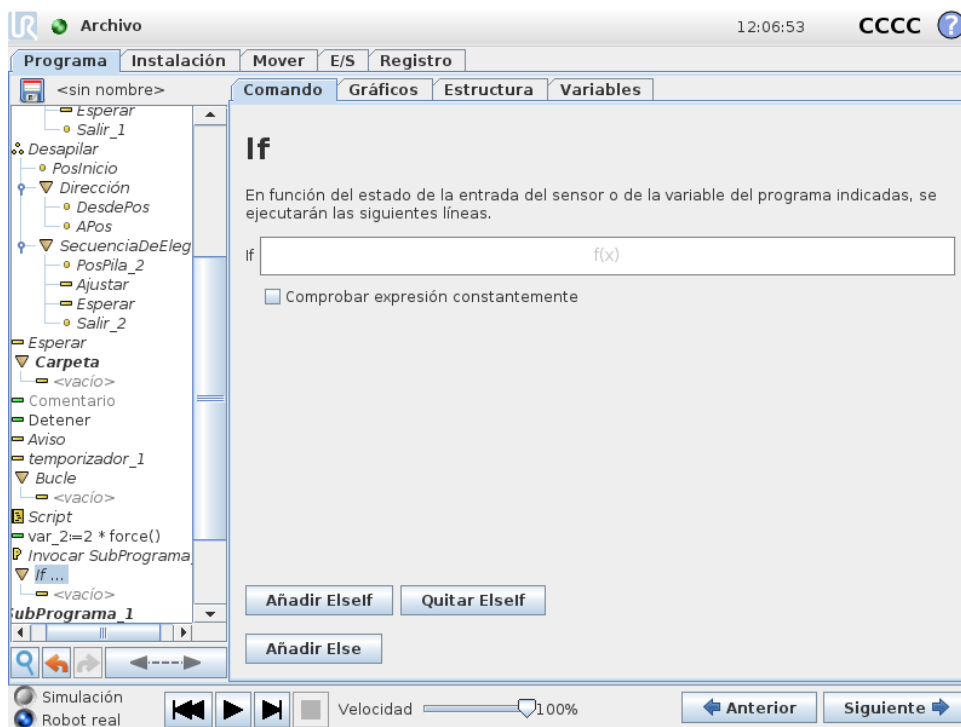 UR Archivo 12:06:53 CCCC ?
Programa Instalación Mover E/S Registro
<sin nombre> Comando Gráficos Estructura Variables
Esperar
Salir_1
Desapilar
PosInicio
Dirección
DesdePos
APos
SecuenciaDeEleg
PosPila_2
Ajustar
Esperar
Salir_2
Esperar
Carpeta
<vacío>
Comentario
Detener
Aviso
temporizador_1
Bucle
<vacío>
Script
var_2:=2 * force()
P Invocar SubPrograma_
If ...
<vacío>
SubPrograma_1
If
En función del estado de la entrada del sensor o de la variable del programa indicadas, se
ejecutarán las siguientes líneas.
If f(x)
Comprobar expresión constantemente
Añadir ElseIf Quitar ElseIf
Añadir Else
Simulación
Robot real
Velocidad 100%
Anterior Siguiente